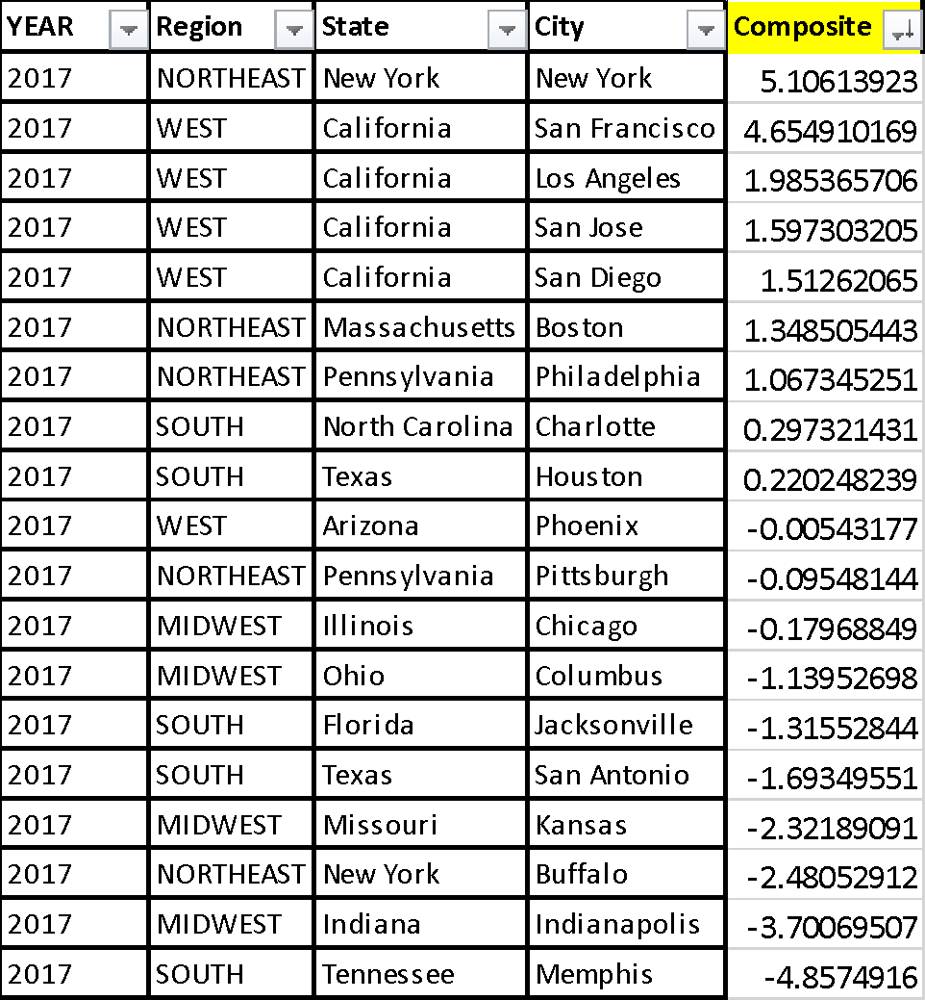 YEAR Region State City Composite
2017 NORTHEAST New York New York 5.10613923
2017 WEST California San Francisco 4.654910169
2017 WEST California Los Angeles 1.985365706
2017 WEST California San Jose 1.597303205
2017 WEST California San Diego 1.51262065
2017 NORTHEAST Massachusetts Boston 1.348505443
2017 NORTHEAST Pennsylvania Philadelphia 1.067345251
2017 SOUTH North Carolina Charlotte 0.297321431
2017 SOUTH Texas Houston 0.220248239
2017 WEST Arizona Phoenix -0.00543177
2017 NORTHEAST Pennsylvania Pittsburgh -0.09548144
2017 MIDWEST Illinois Chicago -0.17968849
2017 MIDWEST Ohio Columbus -1.13952698
2017 SOUTH Florida Jacksonville -1.31552844
2017 SOUTH Texas San Antonio -1.69349551
2017 MIDWEST Missouri Kansas -2.32189091
2017 NORTHEAST New York Buffalo -2.48052912
2017 MIDWEST Indiana Indianapolis -3.70069507
2017 SOUTH Tennessee Memphis -4.8574916